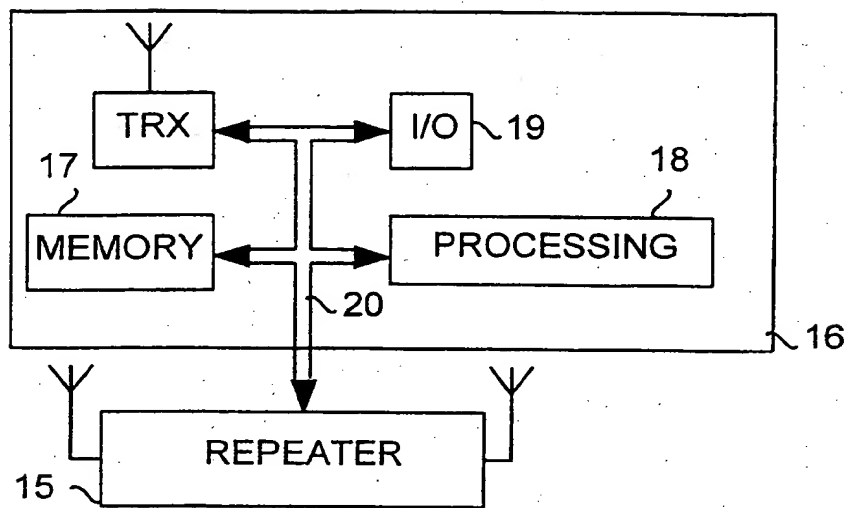 TRX
I/O
19
17
18
MEMORY
PROCESSING
20
16
REPEATER
15